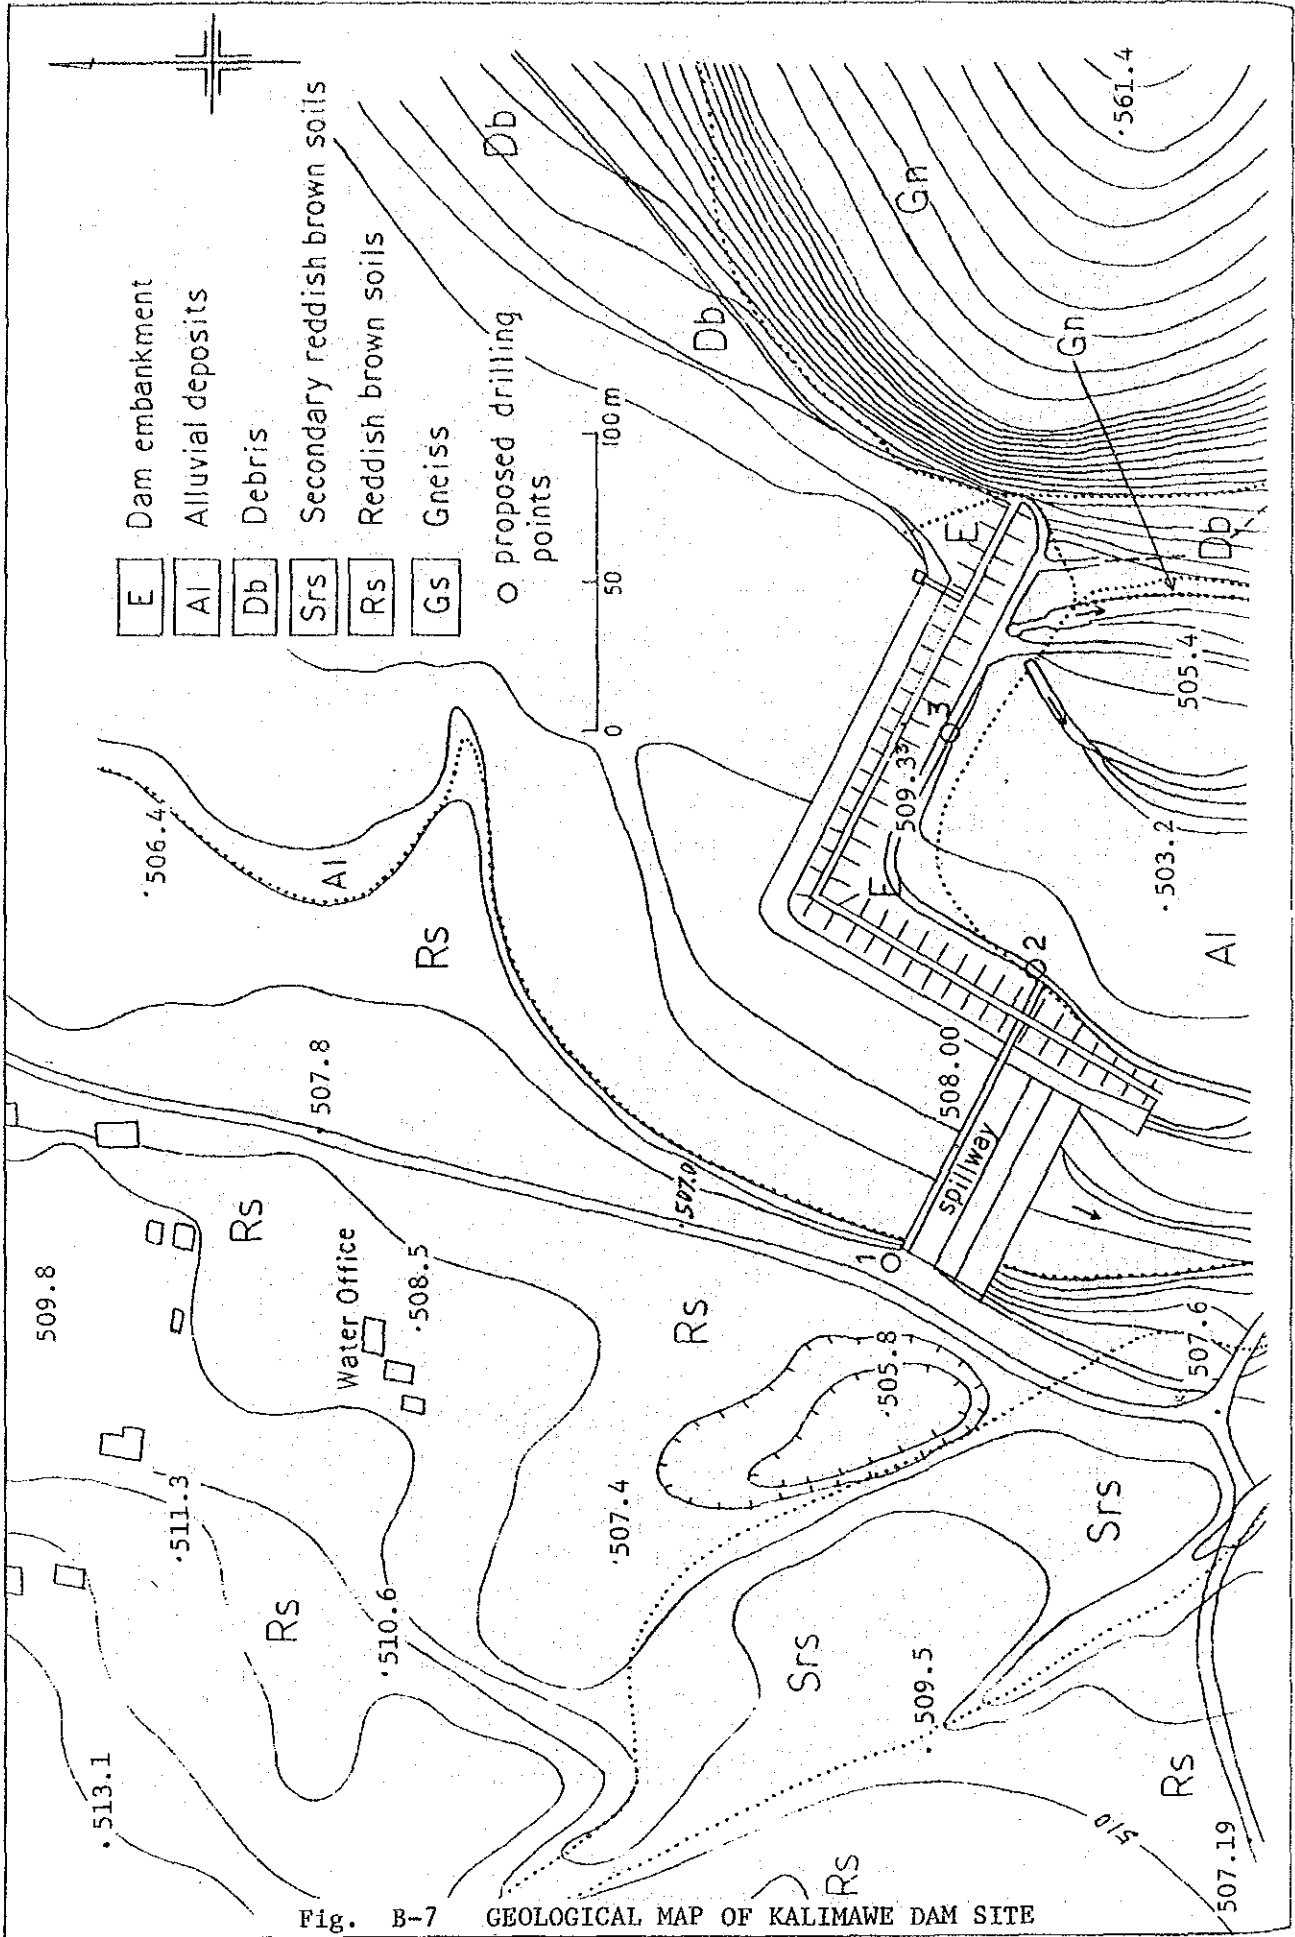 E Dam embankment
Al Alluvial deposits
Db Debris
Srs Secondary reddish brown soils
Rs Reddish brown soils
Gs Gneiss
O proposed drilling
points
0 50 100m
513.1
511.3
509.8
Rs
510.6
Rs
Water Office
508.5
507.8
506.4
Al
Rs
Db
Db
Gn
561.4
507.4
Rs
507.0
505.8
1
Srs
Srs
509.5
510
Rs
Rs
507.19
507.6
spillway
508.00
2
E
509.3
3
E
Gn
Db
505.4
503.2
Al
Fig. B-7 GEOLOGICAL MAP OF KALIMAWE DAM SITE